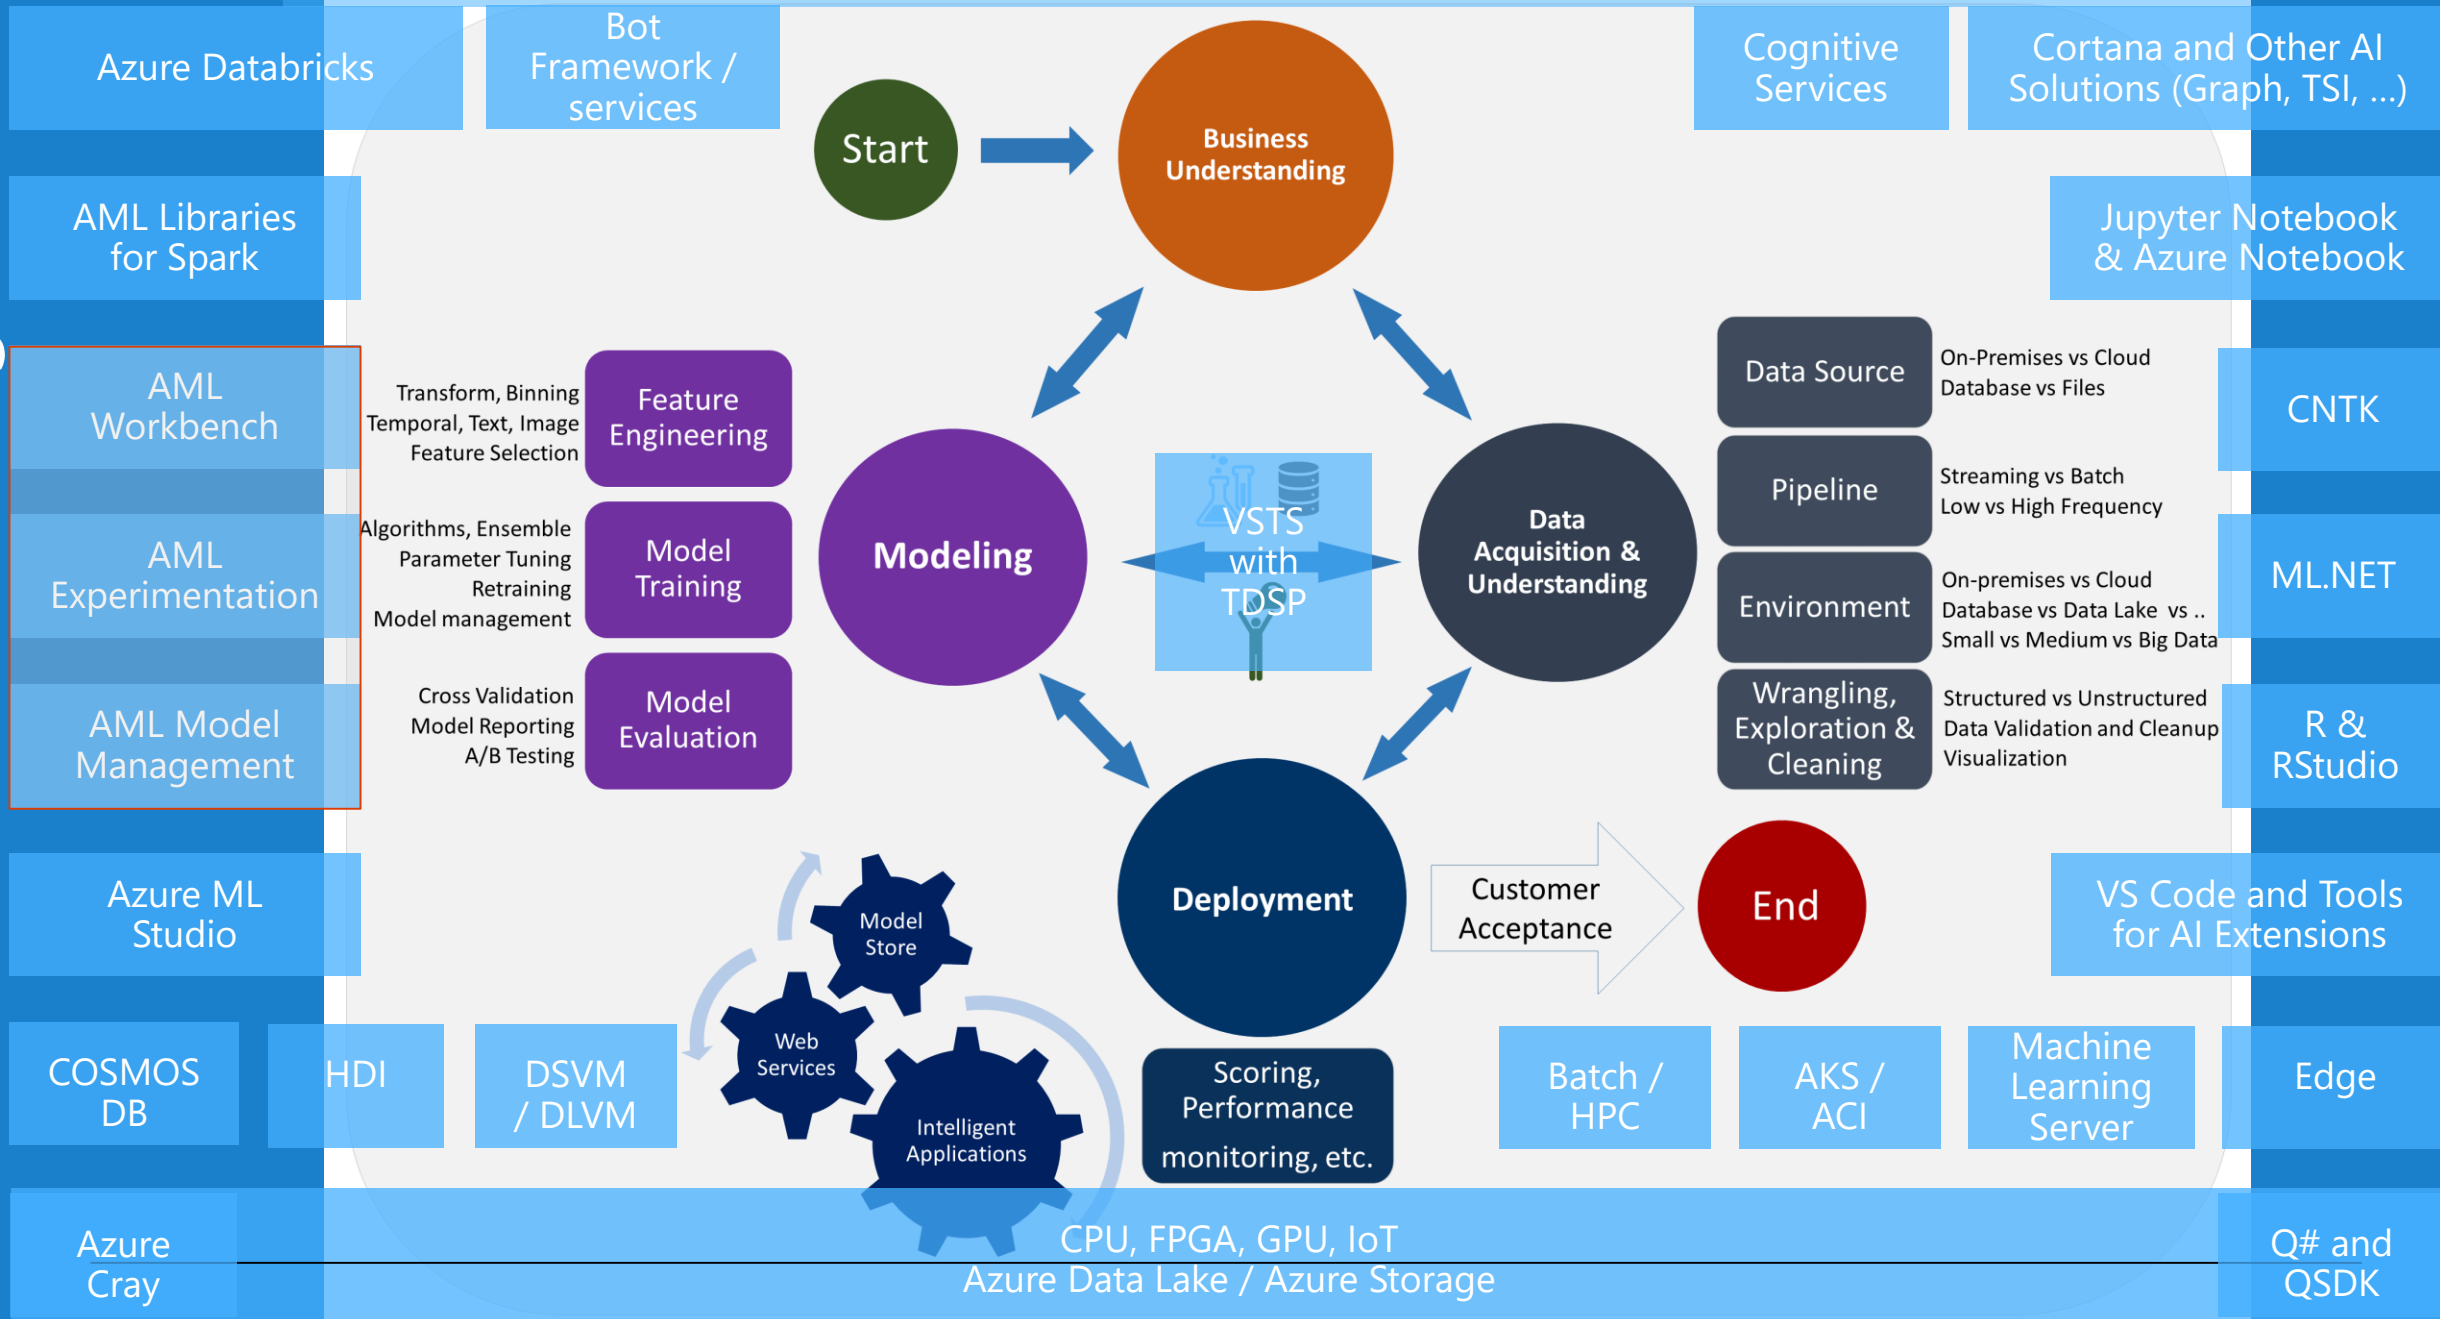 Azure Databricks
Bot
Framework /
services
Cognitive
Services
Cortana and Other AI
Solutions (Graph, TSI, ...)
Start
Business
Understanding
AML Libraries
for Spark
Jupyter Notebook
& Azure Notebook
AML
Workbench
AML
Experimentation
AML Model
Management
Transform, Binning
Temporal, Text, Image
Feature Selection
Feature
Engineering
Algorithms, Ensemble
Parameter Tuning
Retraining
Model management
Model
Training
Cross Validation
Model Reporting
A/B Testing
Model
Evaluation
Modeling
VSTS
with
TDSP
Data
Acquisition &
Understanding
Data Source
On-Premises vs Cloud
Database vs Files
Pipeline
Streaming vs Batch
Low vs High Frequency
Environment
On-premises vs Cloud
Database vs Data Lake vs ..
Small vs Medium vs Big Data
Wrangling,
Exploration &
Cleaning
Structured vs Unstructured
Data Validation and Cleanup
Visualization
CNTK
ML.NET
R &
RStudio
Azure ML
Studio
Model
Store
Web
Services
Intelligent
Applications
Deployment
Customer
Acceptance
End
VS Code and Tools
for AI Extensions
COSMOS
DB
HDI
DSVM
/ DLVM
Scoring,
Performance
monitoring, etc.
Batch /
HPC
AKS /
ACI
Machine
Learning
Server
Edge
Azure
Cray
CPU, FPGA, GPU, IoT
Azure Data Lake / Azure Storage
Q# and
QSDK